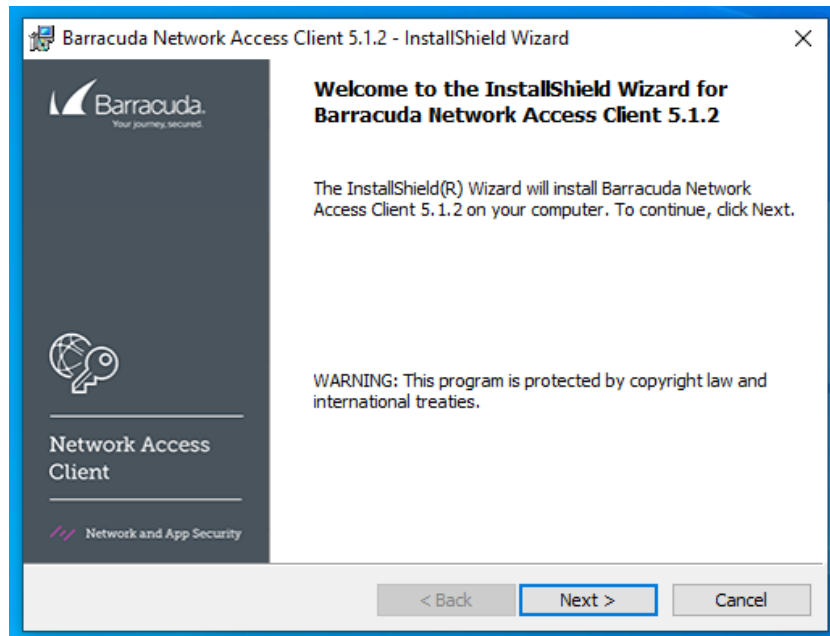 Barracuda Network Access Client 5.1.2 - InstallShield Wizard
Barracuda.
Your journey, secured.
Welcome to the InstallShield Wizard for
Barracuda Network Access Client 5.1.2
The InstallShield(R) Wizard will install Barracuda Network
Access Client 5.1.2 on your computer. To continue, click Next.
WARNING: This program is protected by copyright law and
international treaties.
Network Access
Client
Network and App Security
< Back
Next >
Cancel